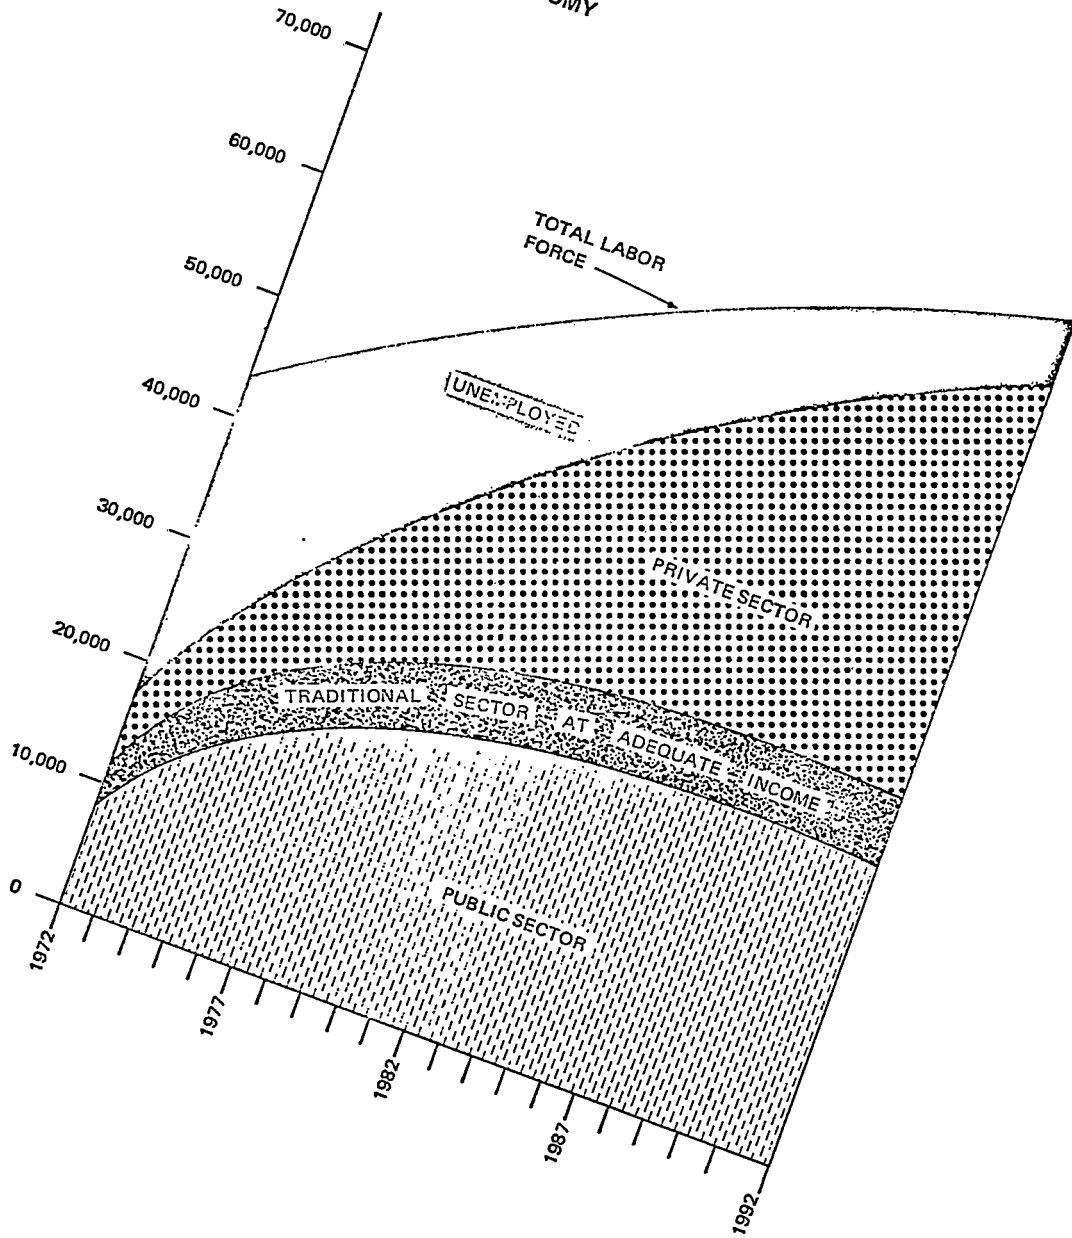 70,000
60,000
50,000
40,000
30,000
20,000
10,000
0
TOTAL LABOR
FORCE
UNEMPLOYED
PRIVATE SECTOR
TRADITIONAL SECTOR AT ADEQUATE INCOME
PUBLIC SECTOR
1972
1977
1982
1987
1992